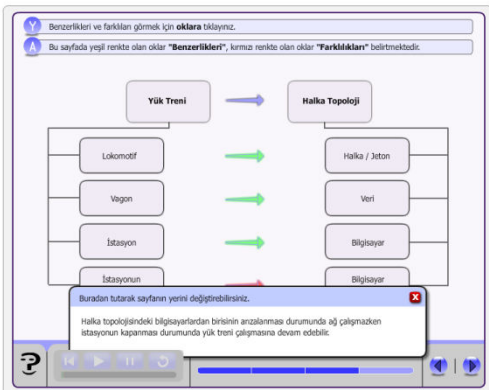 Y Benzerlikleri ve farklıları görmek için oklara tıklayınız.
A Bu sayfada yeşil renkte olan oklar "Benzerlikleri", kırmızı renkte olan oklar "Farklılıkları" belirtmektedir.
Yük Treni
Halka Topoloji
Lokomotif
Halka / Jeton
Vagon
Veri
İstasyon
Bilgisayar
İstasyonun
Bilgisayar
Buradan tutarak sayfanın yerini değiştirebilirsiniz.
X
Halka topolojisindeki bilgisayarlardan birisinin arızalanması durumunda ağ çalışmazken
istasyonun kapanması durumunda yük treni çalışmasına devam edebilir.
?